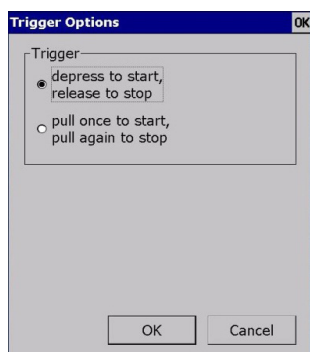 Trigger Options OK
Trigger
depress to start,
release to stop
pull once to start,
pull again to stop
OK Cancel